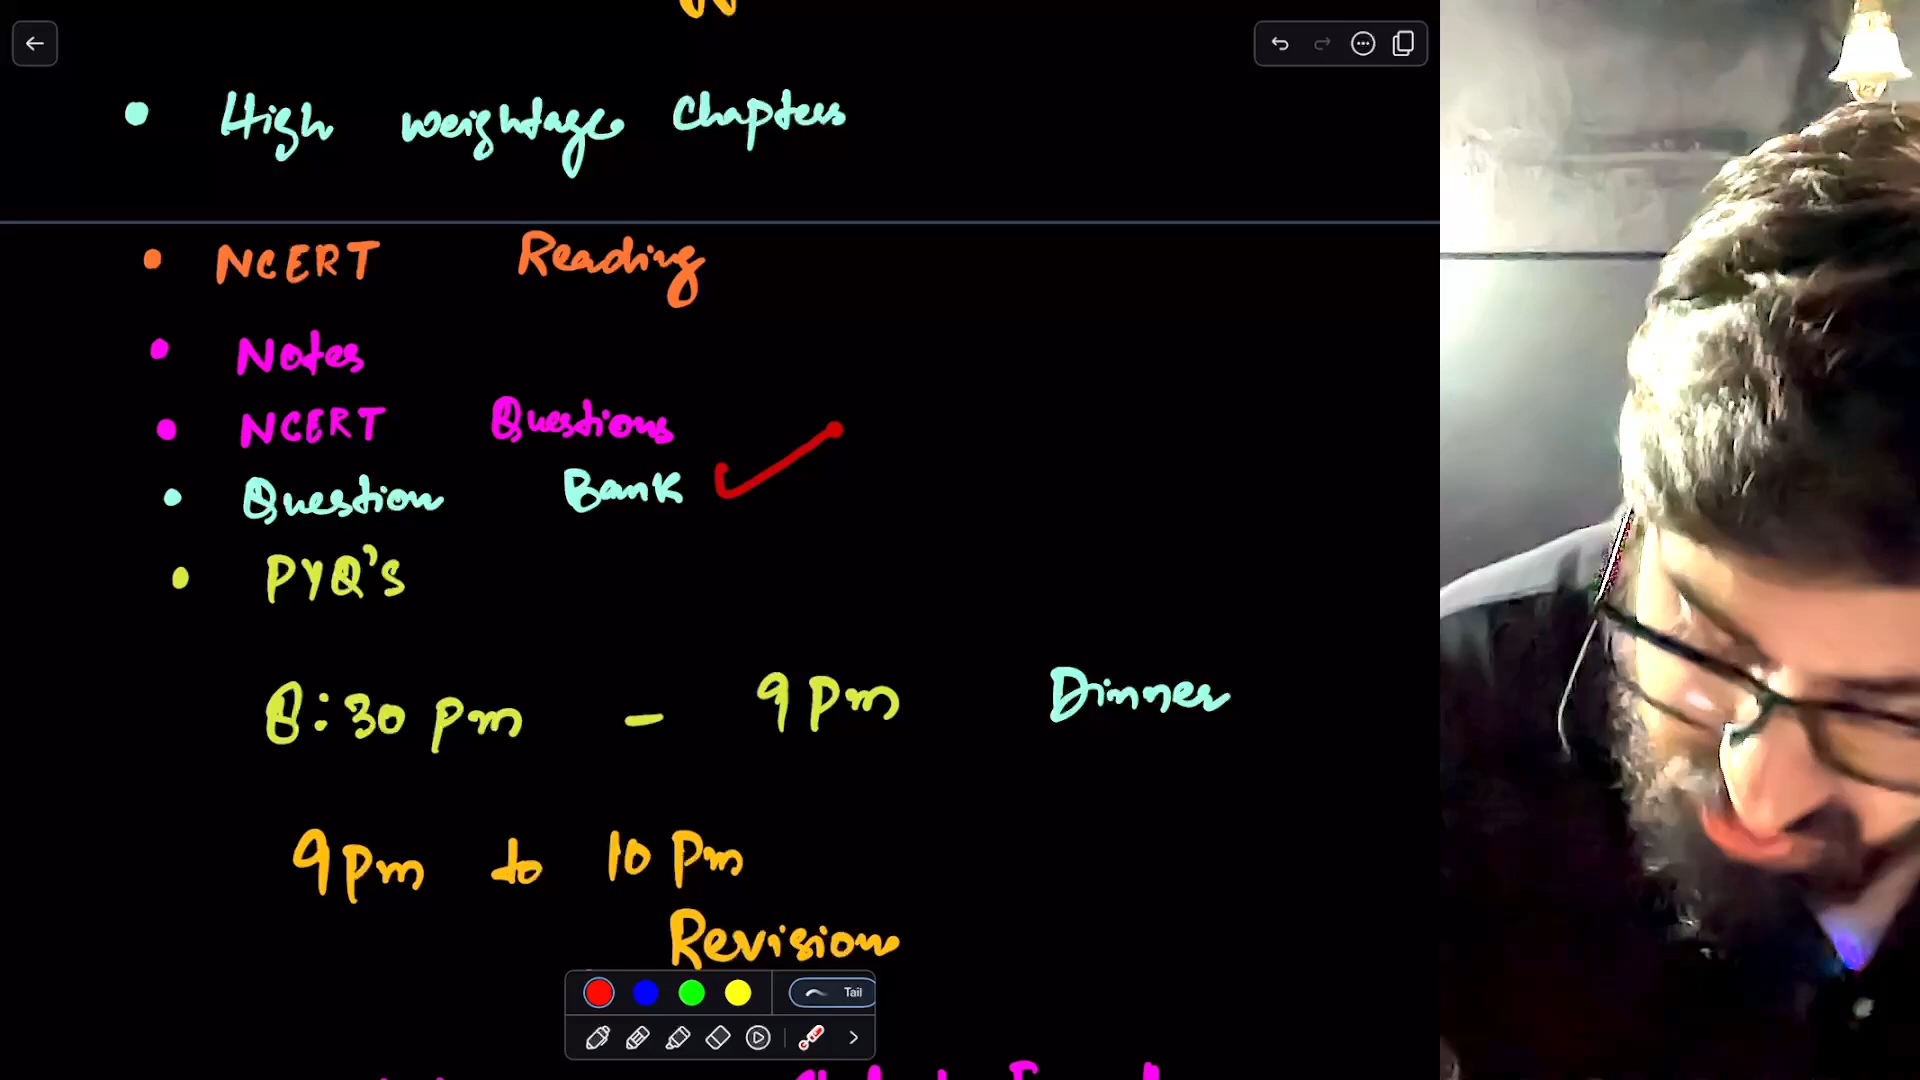 • High weightage Chapters
• NCERT Reading
• Notes
• NCERT Questions
• Question Bank
• PYQ's
8:30 pm - 9 pm Dinner
9 pm to 10 pm
Revision
Tail